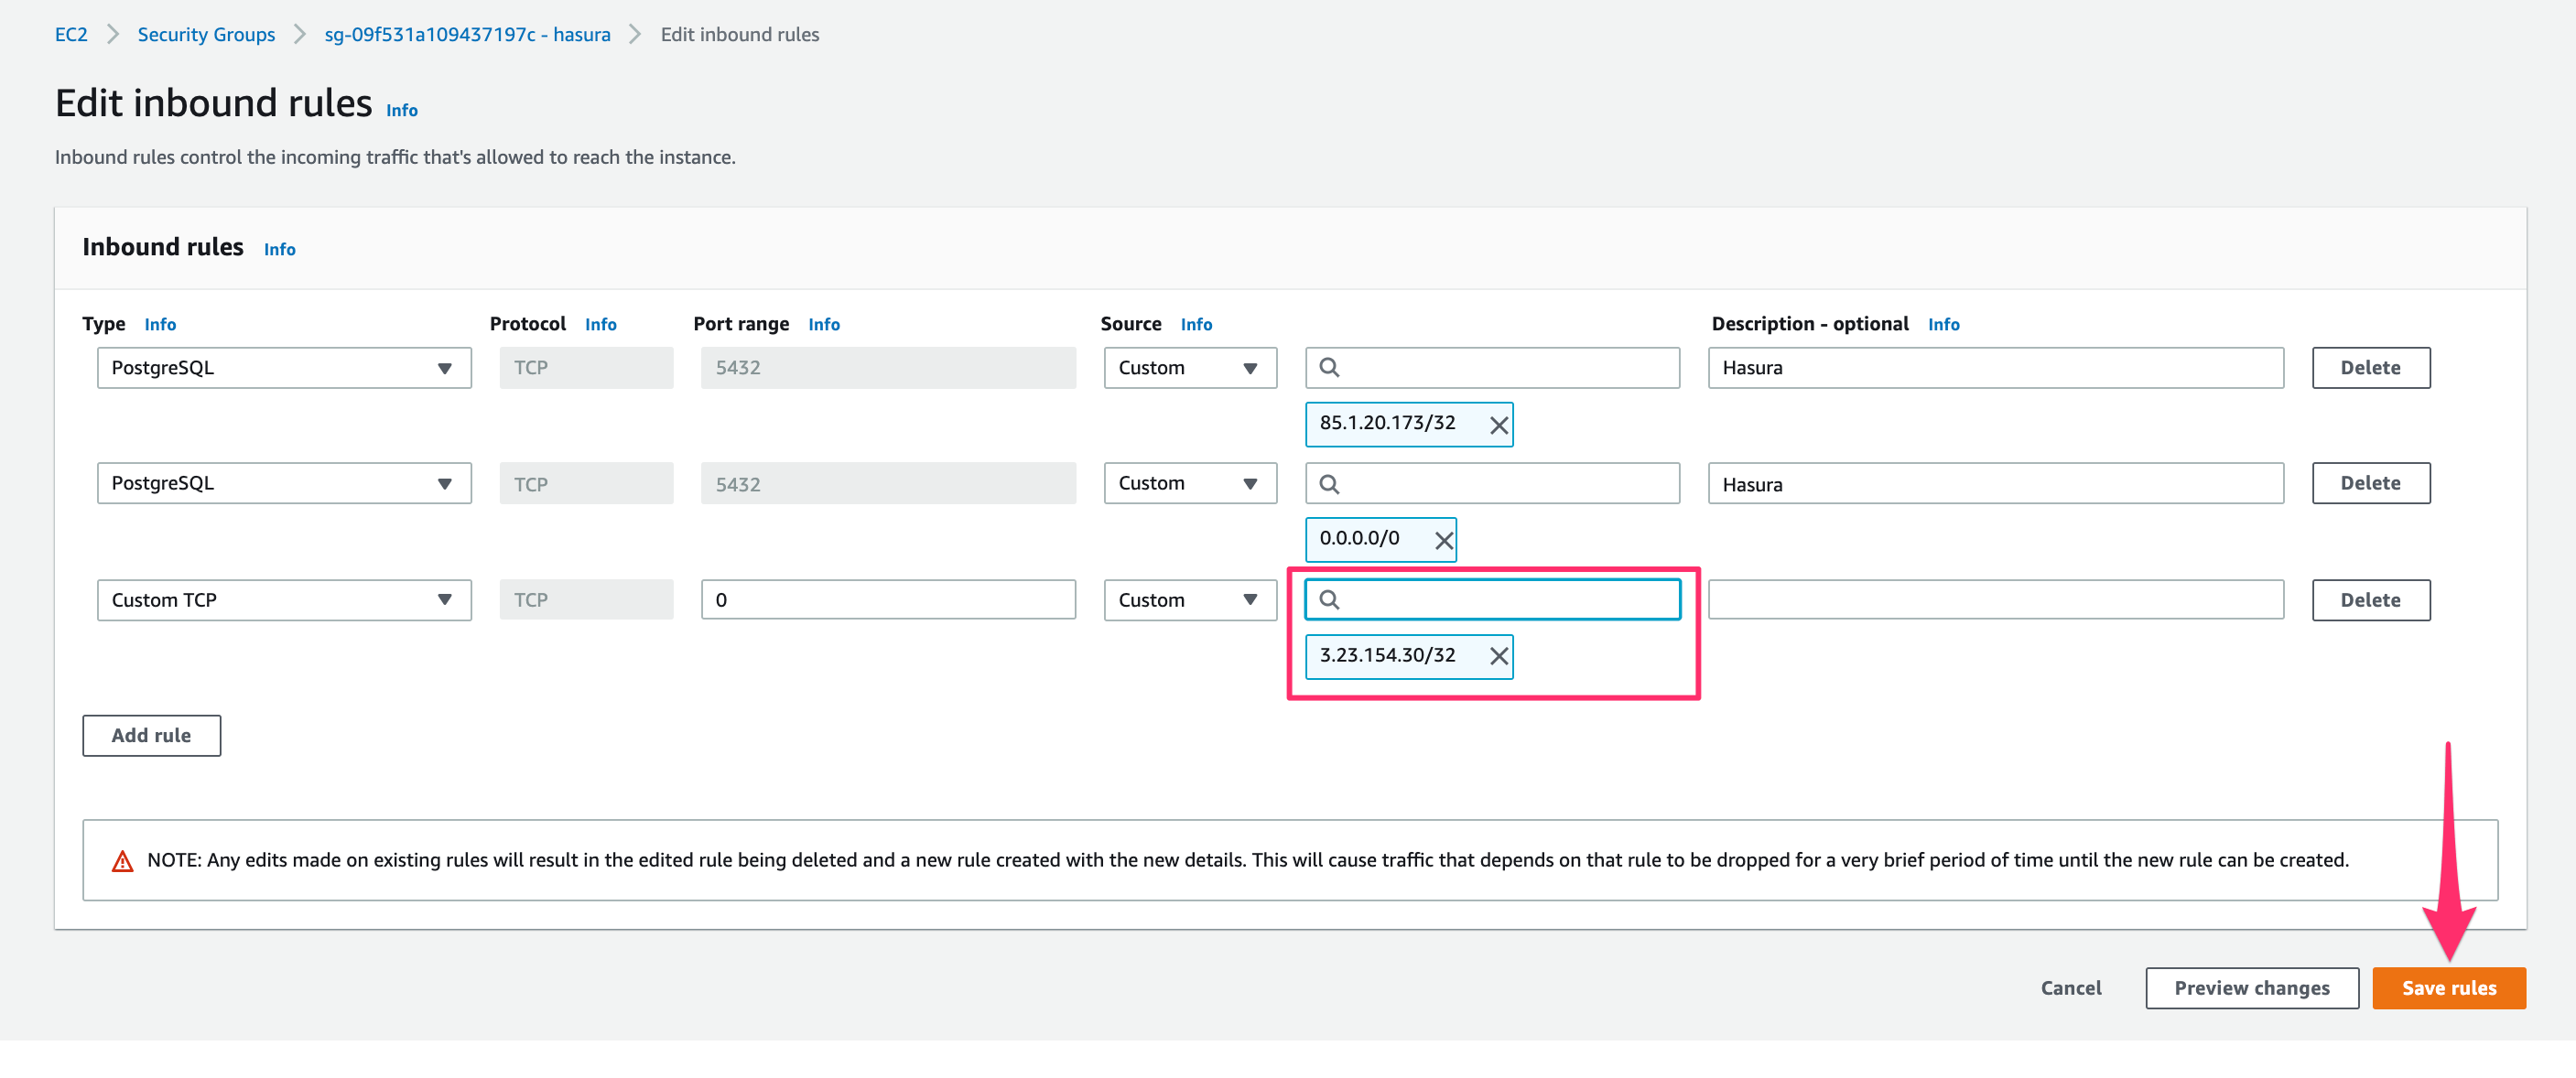 EC2 > Security Groups > sg-09f531a109437197c - hasura > Edit inbound rules
Edit inbound rules Info
Inbound rules control the incoming traffic that's allowed to reach the instance.
Inbound rules Info
Type Info Protocol Info Port range Info Source Info Description - optional Info
PostgreSQL TCP 5432 Custom Hasura Delete
85.1.20.173/32
PostgreSQL TCP 5432 Custom Hasura Delete
0.0.0.0/0
Custom TCP TCP 0 Custom Delete
3.23.154.30/32
Add rule
NOTE: Any edits made on existing rules will result in the edited rule being deleted and a new rule created with the new details. This will cause traffic that depends on that rule to be dropped for a very brief period of time until the new rule can be created.
Cancel Preview changes Save rules